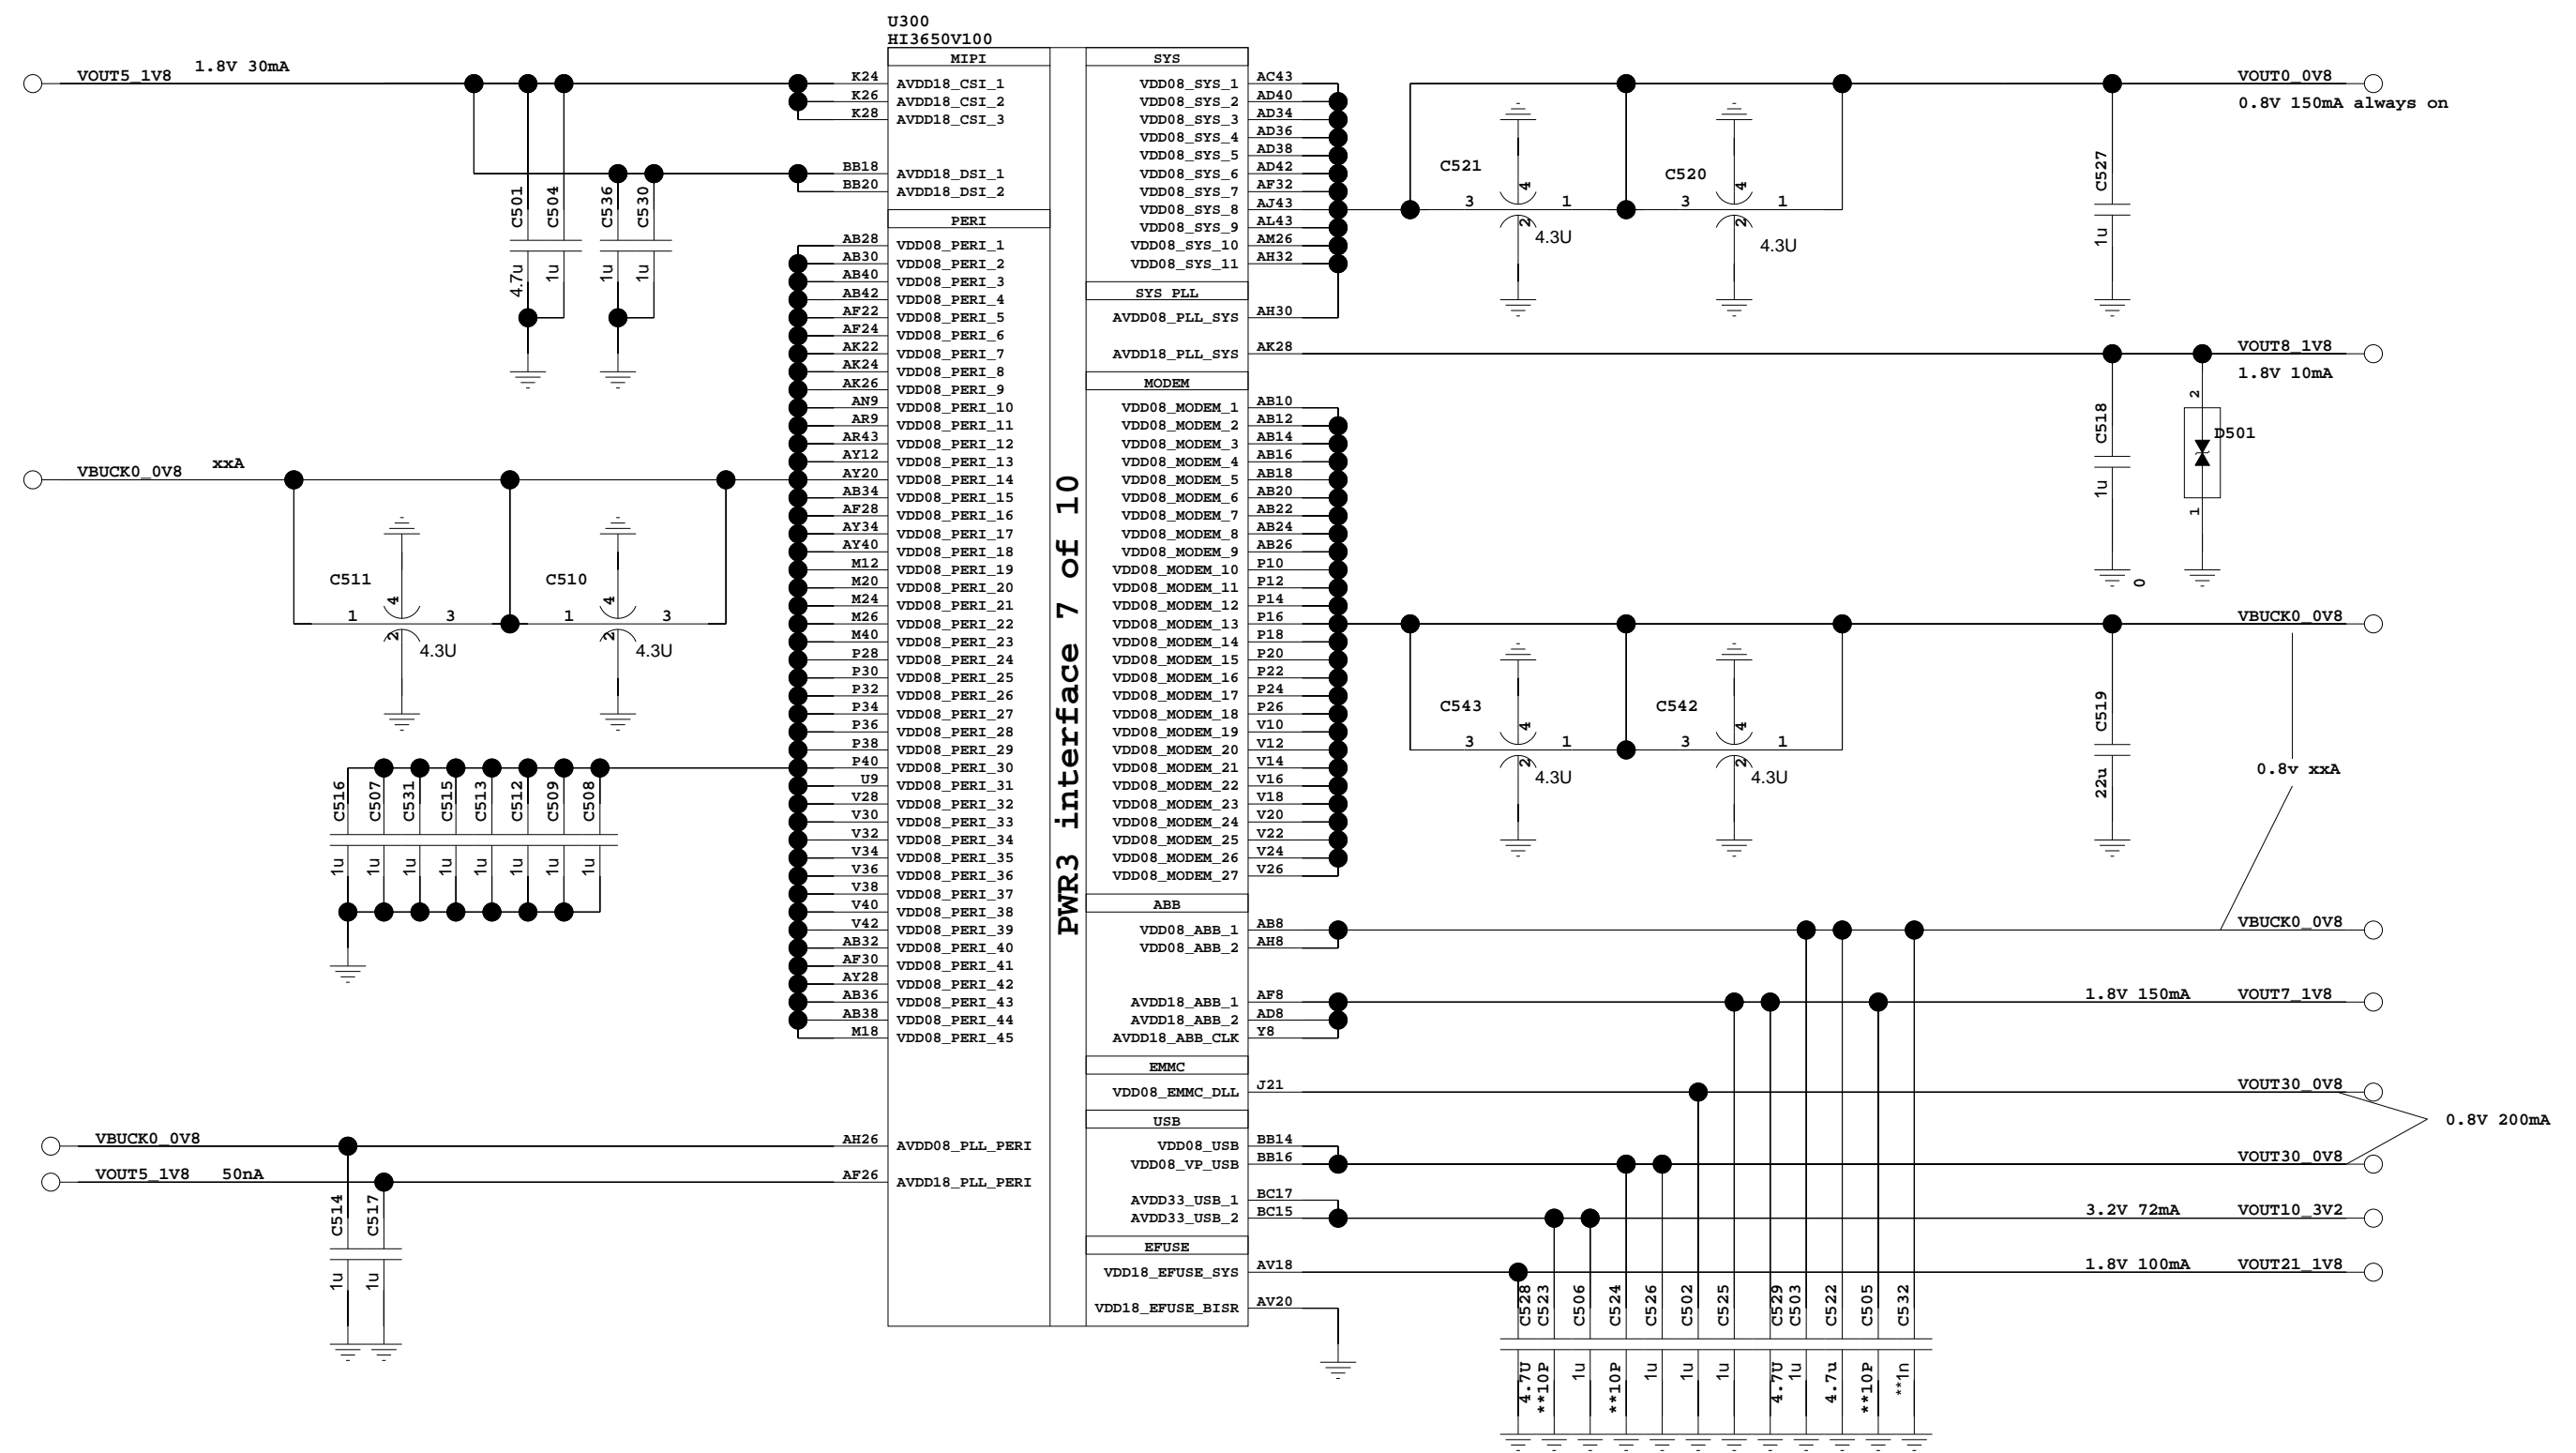 U300
HI3650V100
MIPI
SYS
VOUT5_1V8 1.8V 30mA
K24 AVDD18_CSI_1
K26 AVDD18_CSI_2
K28 AVDD18_CSI_3
BB18 AVDD18_DSI_1
BB20 AVDD18_DSI_2
C501 4.7u
C504 1u
C536 1u
C530 1u
PERI
AB28 VDD08_PERI_1
AB30 VDD08_PERI_2
AB40 VDD08_PERI_3
AB42 VDD08_PERI_4
AF22 VDD08_PERI_5
AF24 VDD08_PERI_6
AK22 VDD08_PERI_7
AK24 VDD08_PERI_8
AK26 VDD08_PERI_9
AN9 VDD08_PERI_10
AR9 VDD08_PERI_11
AR43 VDD08_PERI_12
AY12 VDD08_PERI_13
AY20 VDD08_PERI_14
AB34 VDD08_PERI_15
AF28 VDD08_PERI_16
AY34 VDD08_PERI_17
AY40 VDD08_PERI_18
M12 VDD08_PERI_19
M20 VDD08_PERI_20
M24 VDD08_PERI_21
M26 VDD08_PERI_22
M40 VDD08_PERI_23
P28 VDD08_PERI_24
P30 VDD08_PERI_25
P32 VDD08_PERI_26
P34 VDD08_PERI_27
P36 VDD08_PERI_28
P38 VDD08_PERI_29
P40 VDD08_PERI_30
U9 VDD08_PERI_31
V28 VDD08_PERI_32
V30 VDD08_PERI_33
V32 VDD08_PERI_34
V34 VDD08_PERI_35
V36 VDD08_PERI_36
V38 VDD08_PERI_37
V40 VDD08_PERI_38
V42 VDD08_PERI_39
AB32 VDD08_PERI_40
AF30 VDD08_PERI_41
AY28 VDD08_PERI_42
AB36 VDD08_PERI_43
AB38 VDD08_PERI_44
M18 VDD08_PERI_45
VBUCK0_0V8 xxA
C511 1 3 4 2 4.3U
C510 1 3 4 2 4.3U
C516 1u
C507 1u
C531 1u
C515 1u
C513 1u
C512 1u
C509 1u
C508 1u
VBUCK0_0V8
AH26 AVDD08_PLL_PERI
VOUT5_1V8 50nA
AF26 AVDD18_PLL_PERI
C514 1u
C517 1u
PWR3 interface 7 of 10
VDD08_SYS_1 AC43
VDD08_SYS_2 AD40
VDD08_SYS_3 AD34
VDD08_SYS_4 AD36
VDD08_SYS_5 AD38
VDD08_SYS_6 AD42
VDD08_SYS_7 AF32
VDD08_SYS_8 AJ43
VDD08_SYS_9 AL43
VDD08_SYS_10 AM26
VDD08_SYS_11 AH32
SYS PLL
AVDD08_PLL_SYS AH30
AVDD18_PLL_SYS AK28
C521 3 1 4 2 4.3U
C520 3 1 4 2 4.3U
C527 1u
VOUT0_0V8
0.8V 150mA always on
VOUT8_1V8
1.8V 10mA
C518 1u
0
2
D501
1
MODEM
VDD08_MODEM_1 AB10
VDD08_MODEM_2 AB12
VDD08_MODEM_3 AB14
VDD08_MODEM_4 AB16
VDD08_MODEM_5 AB18
VDD08_MODEM_6 AB20
VDD08_MODEM_7 AB22
VDD08_MODEM_8 AB24
VDD08_MODEM_9 AB26
VDD08_MODEM_10 P10
VDD08_MODEM_11 P12
VDD08_MODEM_12 P14
VDD08_MODEM_13 P16
VDD08_MODEM_14 P18
VDD08_MODEM_15 P20
VDD08_MODEM_16 P22
VDD08_MODEM_17 P24
VDD08_MODEM_18 P26
VDD08_MODEM_19 V10
VDD08_MODEM_20 V12
VDD08_MODEM_21 V14
VDD08_MODEM_22 V16
VDD08_MODEM_23 V18
VDD08_MODEM_24 V20
VDD08_MODEM_25 V22
VDD08_MODEM_26 V24
VDD08_MODEM_27 V26
VBUCK0_0V8
C543 3 1 4 2 4.3U
C542 3 1 4 2 4.3U
C519 22u
0.8v xxA
ABB
VDD08_ABB_1 AB8
VDD08_ABB_2 AH8
VBUCK0_0V8
AVDD18_ABB_1 AF8
AVDD18_ABB_2 AD8
AVDD18_ABB_CLK Y8
1.8V 150mA VOUT7_1V8
EMMC
VDD08_EMMC_DLL J21
VOUT30_0V8
0.8V 200mA
USB
VDD08_USB BB14
VDD08_VP_USB BB16
VOUT30_0V8
AVDD33_USB_1 BC17
AVDD33_USB_2 BC15
3.2V 72mA VOUT10_3V2
EFUSE
VDD18_EFUSE_SYS AV18
1.8V 100mA VOUT21_1V8
VDD18_EFUSE_BISR AV20
C528 4.7U
C523 **10P
C506 1u
C524 **10P
C526 1u
C502 1u
C525 1u
C529 4.7U
C503 1u
C522 4.7u
C505 **10P
C532 **1n